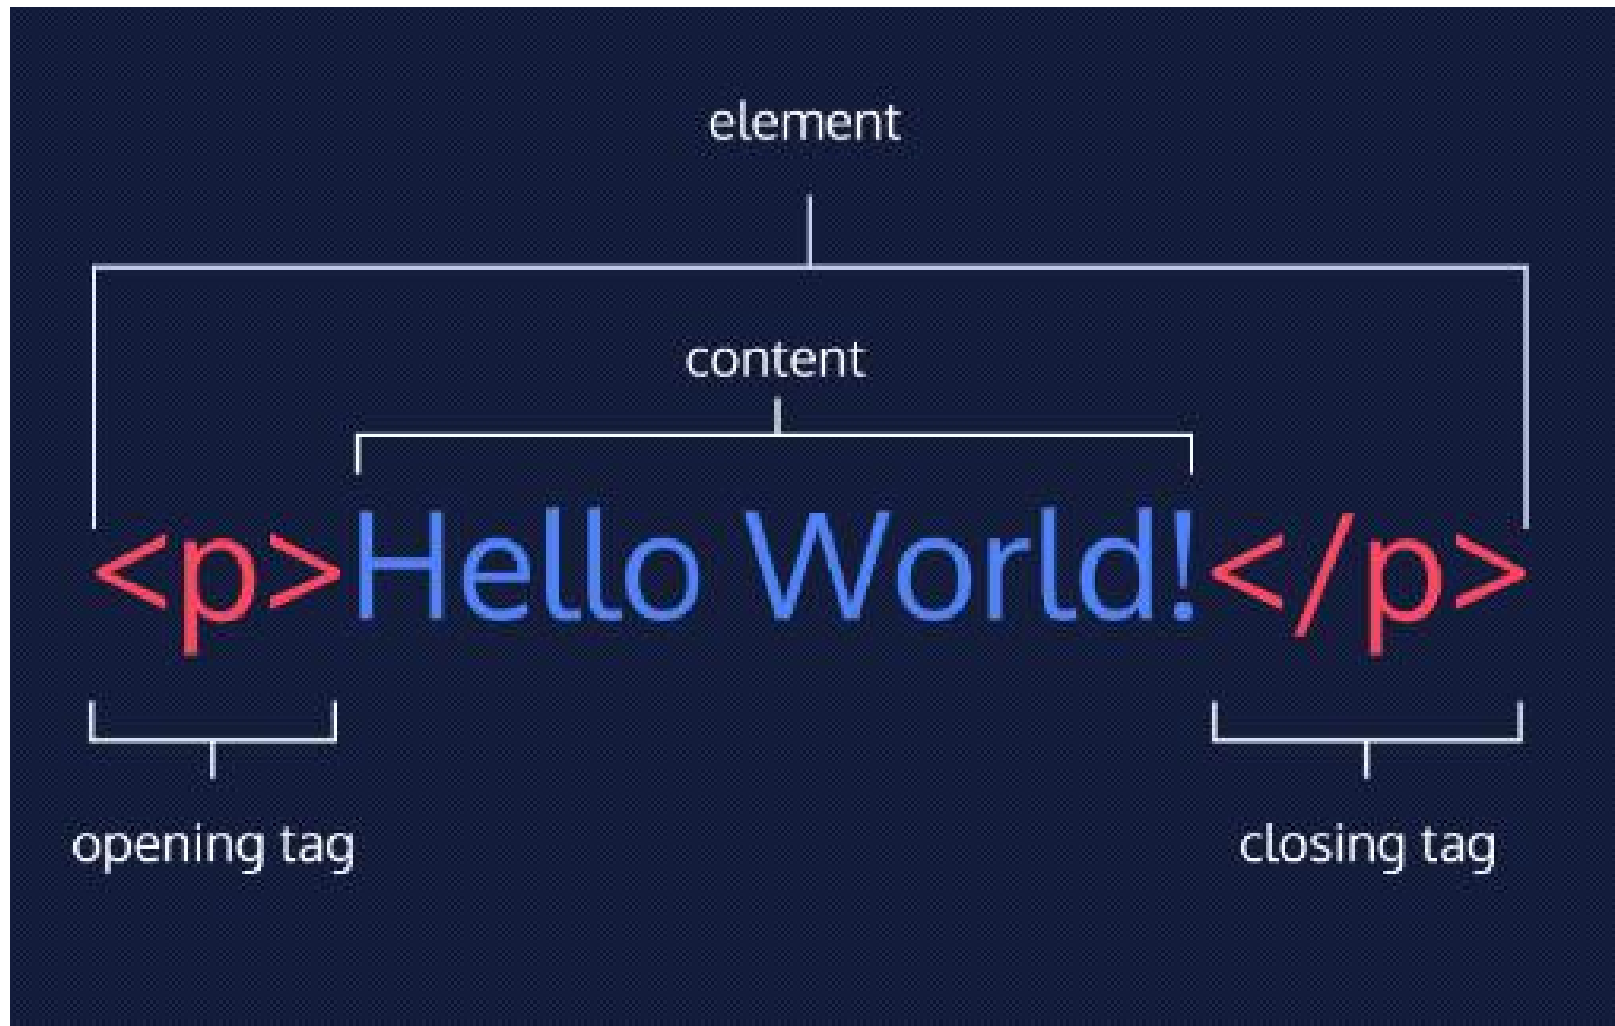 element
content
<p>Hello World!</p>
opening tag
closing tag